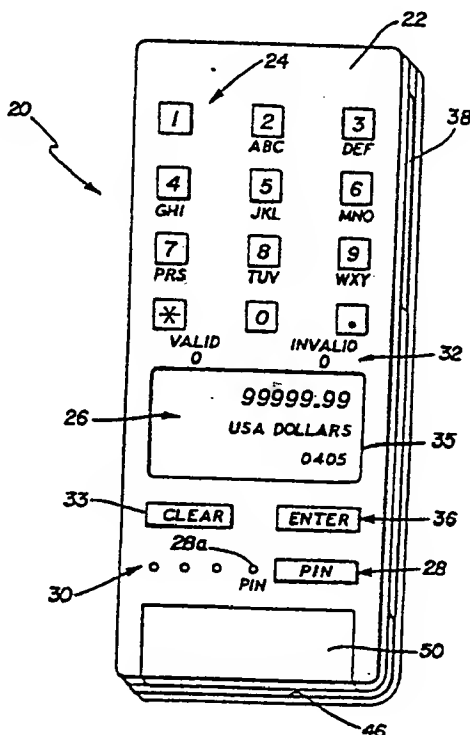 22
24
20
1 2 3
ABC DEF
38
4 5 6
GHI JKL MNO
7 8 9
PRS TUV WXY
* 0 .
VALID INVALID
32
0 0
99999.99
26
USA DOLLARS
35
0405
33
CLEAR ENTER
36
28a
30
PIN PIN
28
50
46